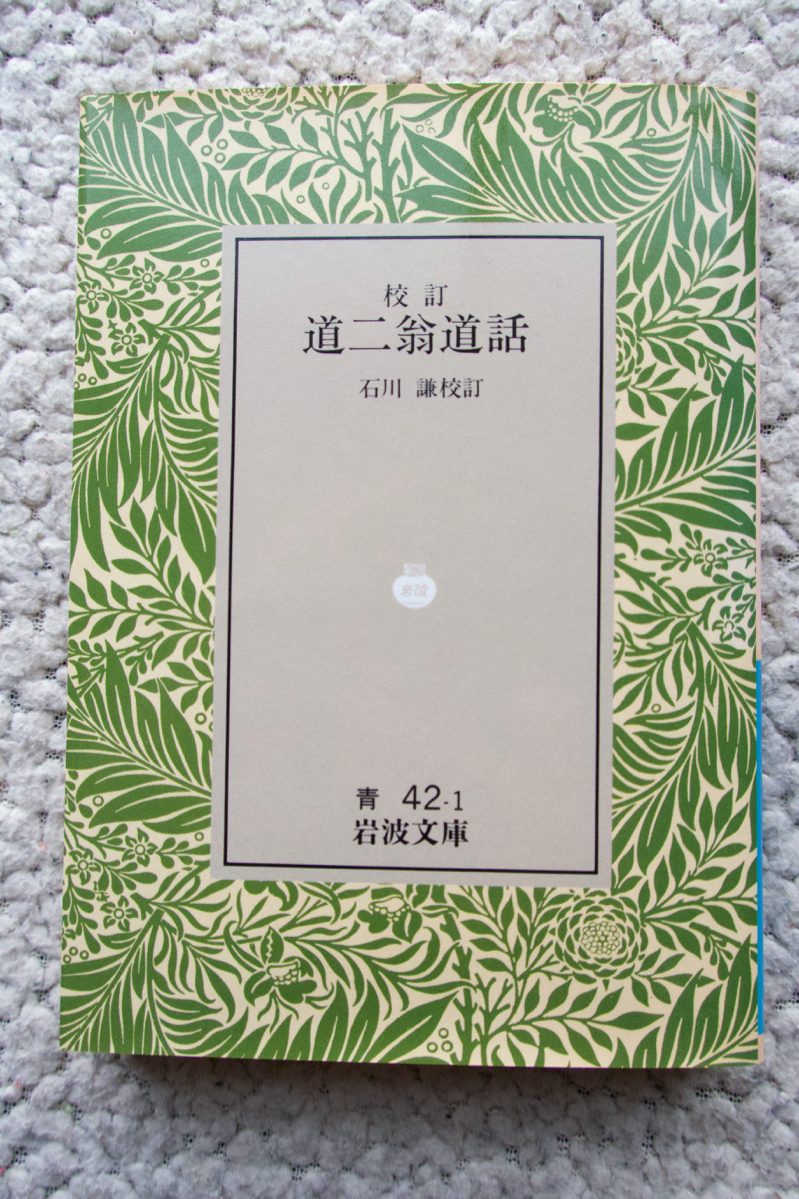 校訂
道二翁道話
石川 謙校訂
岩波
青 42-1
岩波文庫